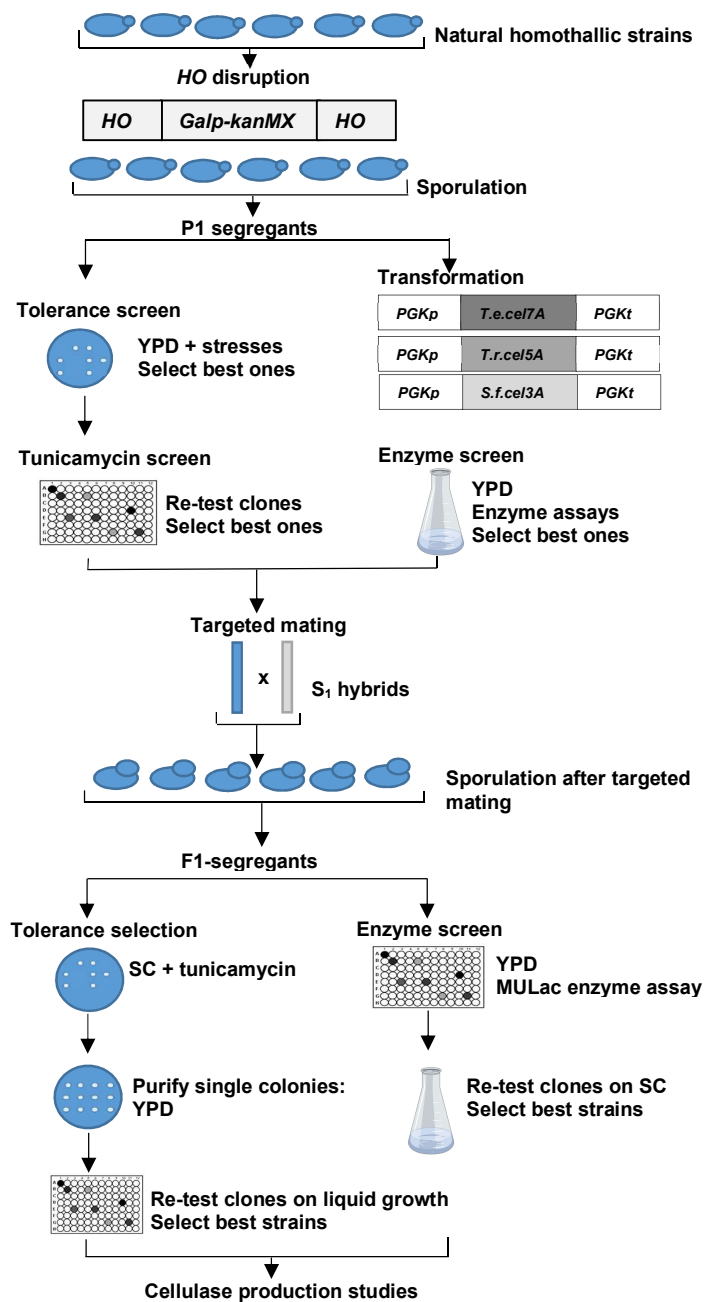 Natural homothallic strains
HO disruption
HO Galp-kanMX HO
Sporulation
P1 segregants
Tolerance screen
YPD + stresses
Select best ones
Transformation
PGKp T.e.cel7A PGKt
PGKp T.r.cel5A PGKt
PGKp S.f.cel3A PGKt
Tunicamycin screen
Re-test clones
Select best ones
Enzyme screen
YPD
Enzyme assays
Select best ones
Targeted mating
x
S₁ hybrids
Sporulation after targeted
mating
F1-segregants
Tolerance selection
SC + tunicamycin
Enzyme screen
YPD
MULac enzyme assay
Purify single colonies:
YPD
Re-test clones on SC
Select best strains
Re-test clones on liquid growth
Select best strains
Cellulase production studies